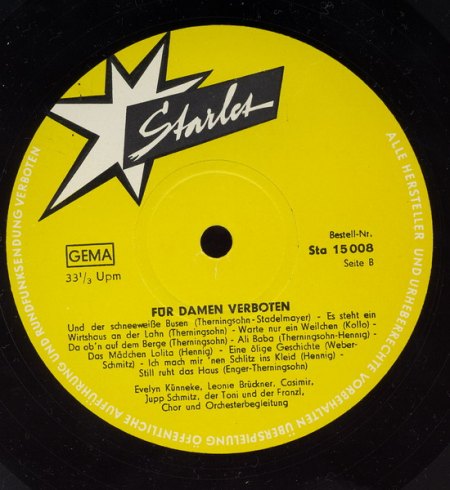 Starlet
GEMA
33 1/3 Upm
Bestell-Nr.
Sta 15 008
Seite B
FÜR DAMEN VERBOTEN
Und der schneeweiße Busen (Therningsohn-Stadelmayer) - Es steht ein
Wirtshaus an der Lahn (Therningsohn) - Warte nur ein Weilchen (Kollo) -
Da ob'n auf dem Berge (Therningsohn) - Ali Baba (Therningsohn-Hennig) -
Das Mädchen Lolita (Hennig) - Eine ölige Geschichte (Weber-
Schmitz) - Ich mach mir 'nen Schlitz ins Kleid (Hennig) -
Still ruht das Haus (Enger-Therningsohn)
Evelyn Künneke, Leonie Brückner, Casimir,
Jupp Schmitz, der Toni und der Franzl,
Chor und Orchesterbegleitung
ALLE HERSTELLER UND URHEBERRECHTE VORBEHALTEN ÜBERSPIELUNG ÖFFENTLICHE AUFFÜHRUNG UND RUNDFUNKSENDUNG VERBOTEN